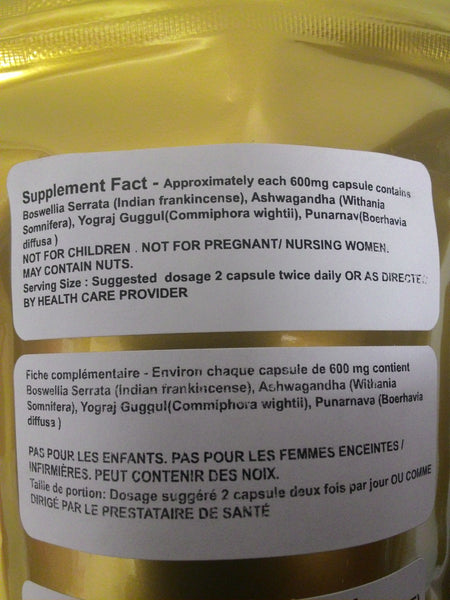 Supplement Fact - Approximately each 600mg capsule contains
Boswellia Serrata (Indian frankincense), Ashwagandha (Withania
Somnifera), Yograj Guggul(Commiphora wightii), Punarnav(Boerhavia
diffusa )
NOT FOR CHILDREN . NOT FOR PREGNANT/ NURSING WOMEN.
MAY CONTAIN NUTS.
Serving Size : Suggested dosage 2 capsule twice daily OR AS DIRECTE
BY HEALTH CARE PROVIDER
Fiche complémentaire - Environ chaque capsule de 600 mg contient
Boswellia Serrata (Indian frankincense), Ashwagandha (Withania
Somnifera), Yograj Guggul(Commiphora wightii), Punarnava (Boerhavia
diffusa )
PAS POUR LES ENFANTS. PAS POUR LES FEMMES ENCEINTES /
INFIRMIÈRES. PEUT CONTENIR DES NOIX.
Taille de portion: Dosage suggéré 2 capsule deux fois par jour OU COMME
DIRIGÉ PAR LE PRESTATAIRE DE SANTÉ